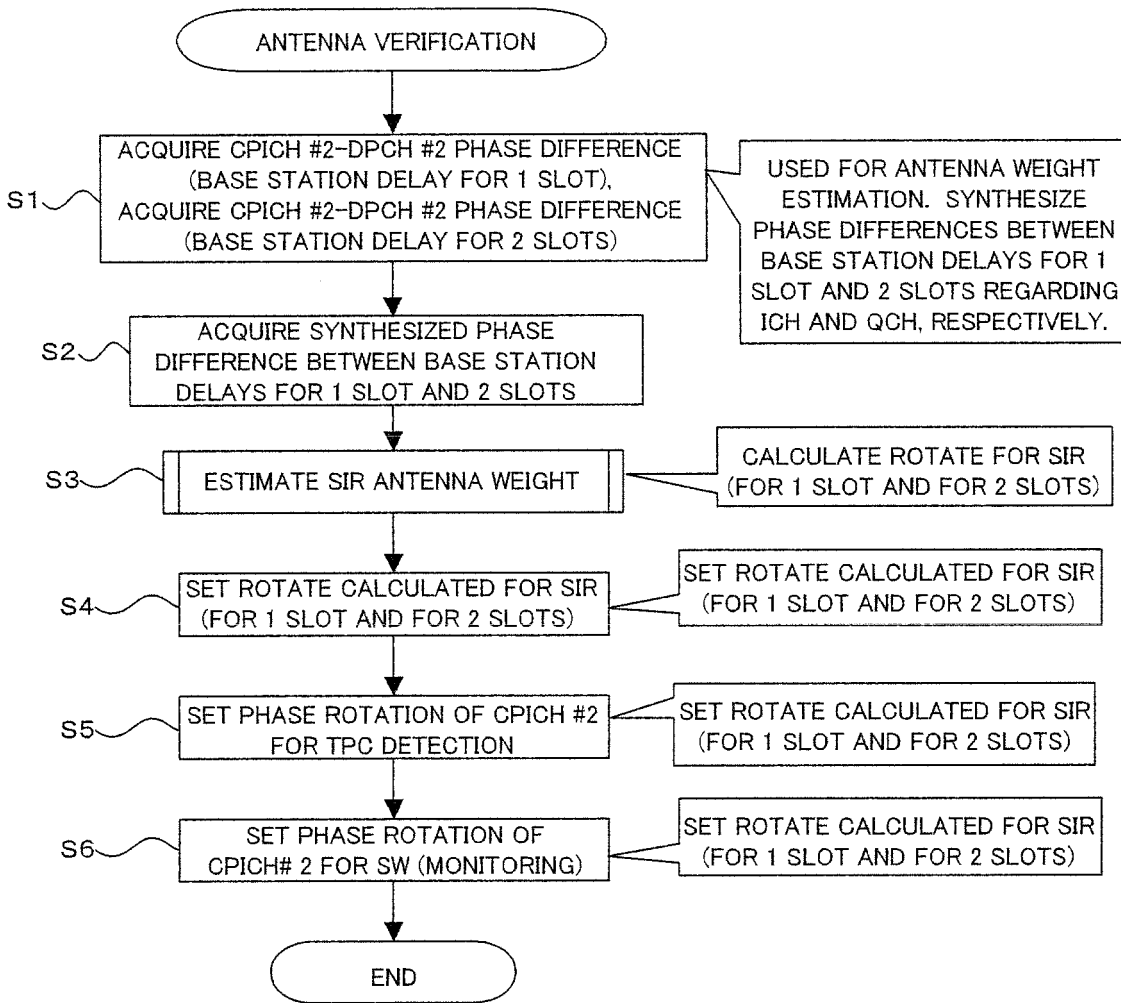 ANTENNA VERIFICATION
S1
ACQUIRE CPICH #2-DPCH #2 PHASE DIFFERENCE
(BASE STATION DELAY FOR 1 SLOT),
ACQUIRE CPICH #2-DPCH #2 PHASE DIFFERENCE
(BASE STATION DELAY FOR 2 SLOTS)
USED FOR ANTENNA WEIGHT
ESTIMATION. SYNTHESIZE
PHASE DIFFERENCES BETWEEN
BASE STATION DELAYS FOR 1
SLOT AND 2 SLOTS REGARDING
ICH AND QCH, RESPECTIVELY.
S2
ACQUIRE SYNTHESIZED PHASE
DIFFERENCE BETWEEN BASE STATION
DELAYS FOR 1 SLOT AND 2 SLOTS
S3
ESTIMATE SIR ANTENNA WEIGHT
CALCULATE ROTATE FOR SIR
(FOR 1 SLOT AND FOR 2 SLOTS)
S4
SET ROTATE CALCULATED FOR SIR
(FOR 1 SLOT AND FOR 2 SLOTS)
SET ROTATE CALCULATED FOR SIR
(FOR 1 SLOT AND FOR 2 SLOTS)
S5
SET PHASE ROTATION OF CPICH #2
FOR TPC DETECTION
SET ROTATE CALCULATED FOR SIR
(FOR 1 SLOT AND FOR 2 SLOTS)
S6
SET PHASE ROTATION OF
CPICH# 2 FOR SW (MONITORING)
SET ROTATE CALCULATED FOR SIR
(FOR 1 SLOT AND FOR 2 SLOTS)
END